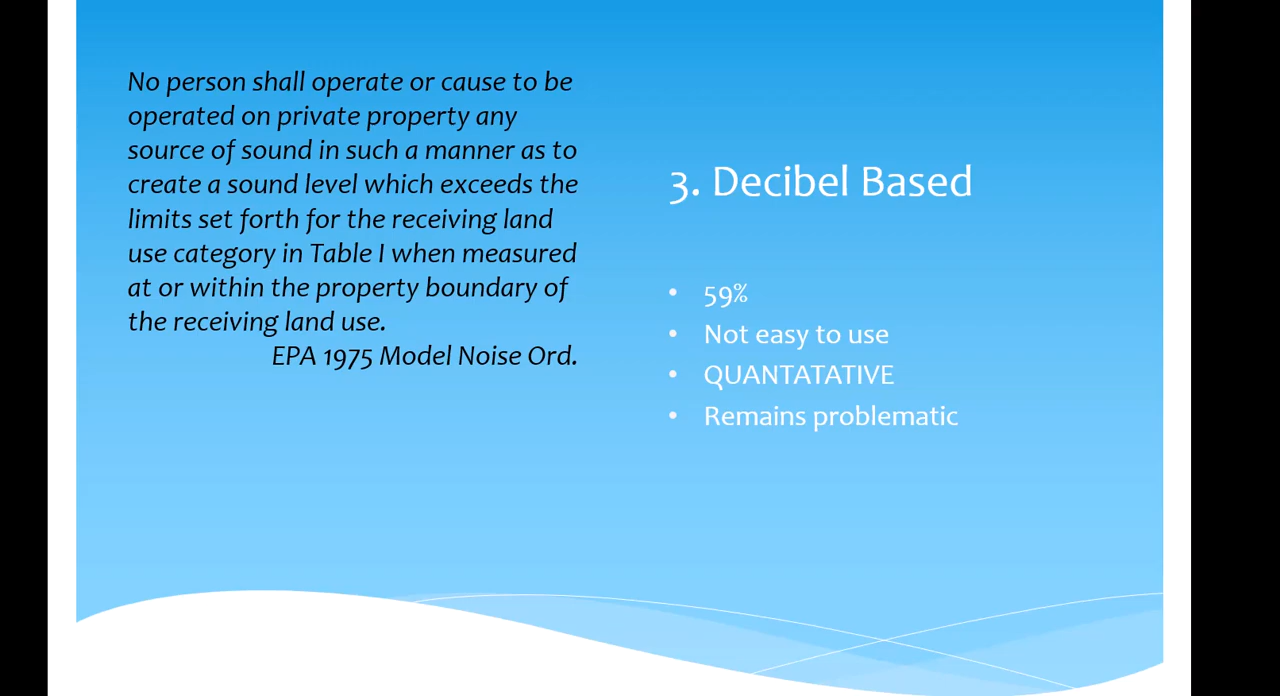 No person shall operate or cause to be
operated on private property any
source of sound in such a manner as to
create a sound level which exceeds the
limits set forth for the receiving land
use category in Table I when measured
at or within the property boundary of
the receiving land use.
EPA 1975 Model Noise Ord.
3. Decibel Based
• 59%
• Not easy to use
• QUANTATATIVE
• Remains problematic